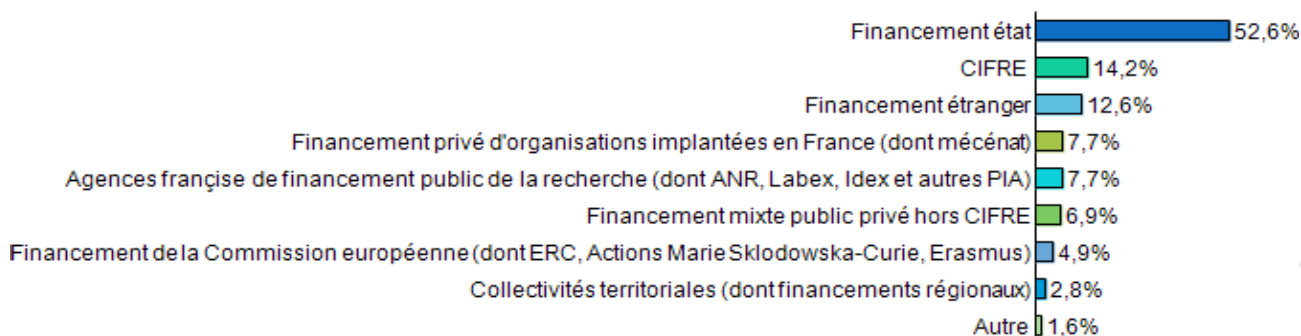 Financement état 52,6%
CIFRE 14,2%
Financement étranger 12,6%
Financement privé d'organisations implantées en France (dont mécénat) 7,7%
Agences françise de financement public de la recherche (dont ANR, Labex, Idex et autres PIA) 7,7%
Financement mixte public privé hors CIFRE 6,9%
Financement de la Commission européenne (dont ERC, Actions Marie Sklodowska-Curie, Erasmus) 4,9%
Collectivités territoriales (dont financements régionaux) 2,8%
Autre 1,6%